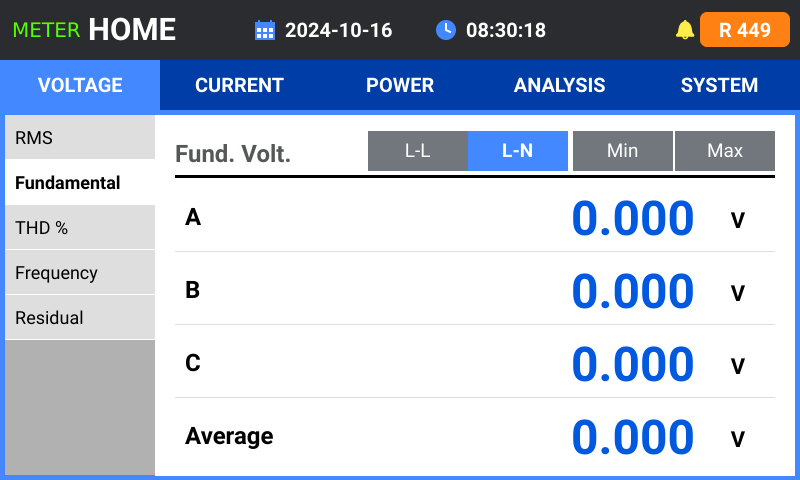 METER HOME 2024-10-16 08:30:18 R 449
VOLTAGE CURRENT POWER ANALYSIS SYSTEM
RMS
Fundamental
THD %
Frequency
Residual
Fund. Volt. L-L L-N Min Max
A 0.000 V
B 0.000 V
C 0.000 V
Average 0.000 V